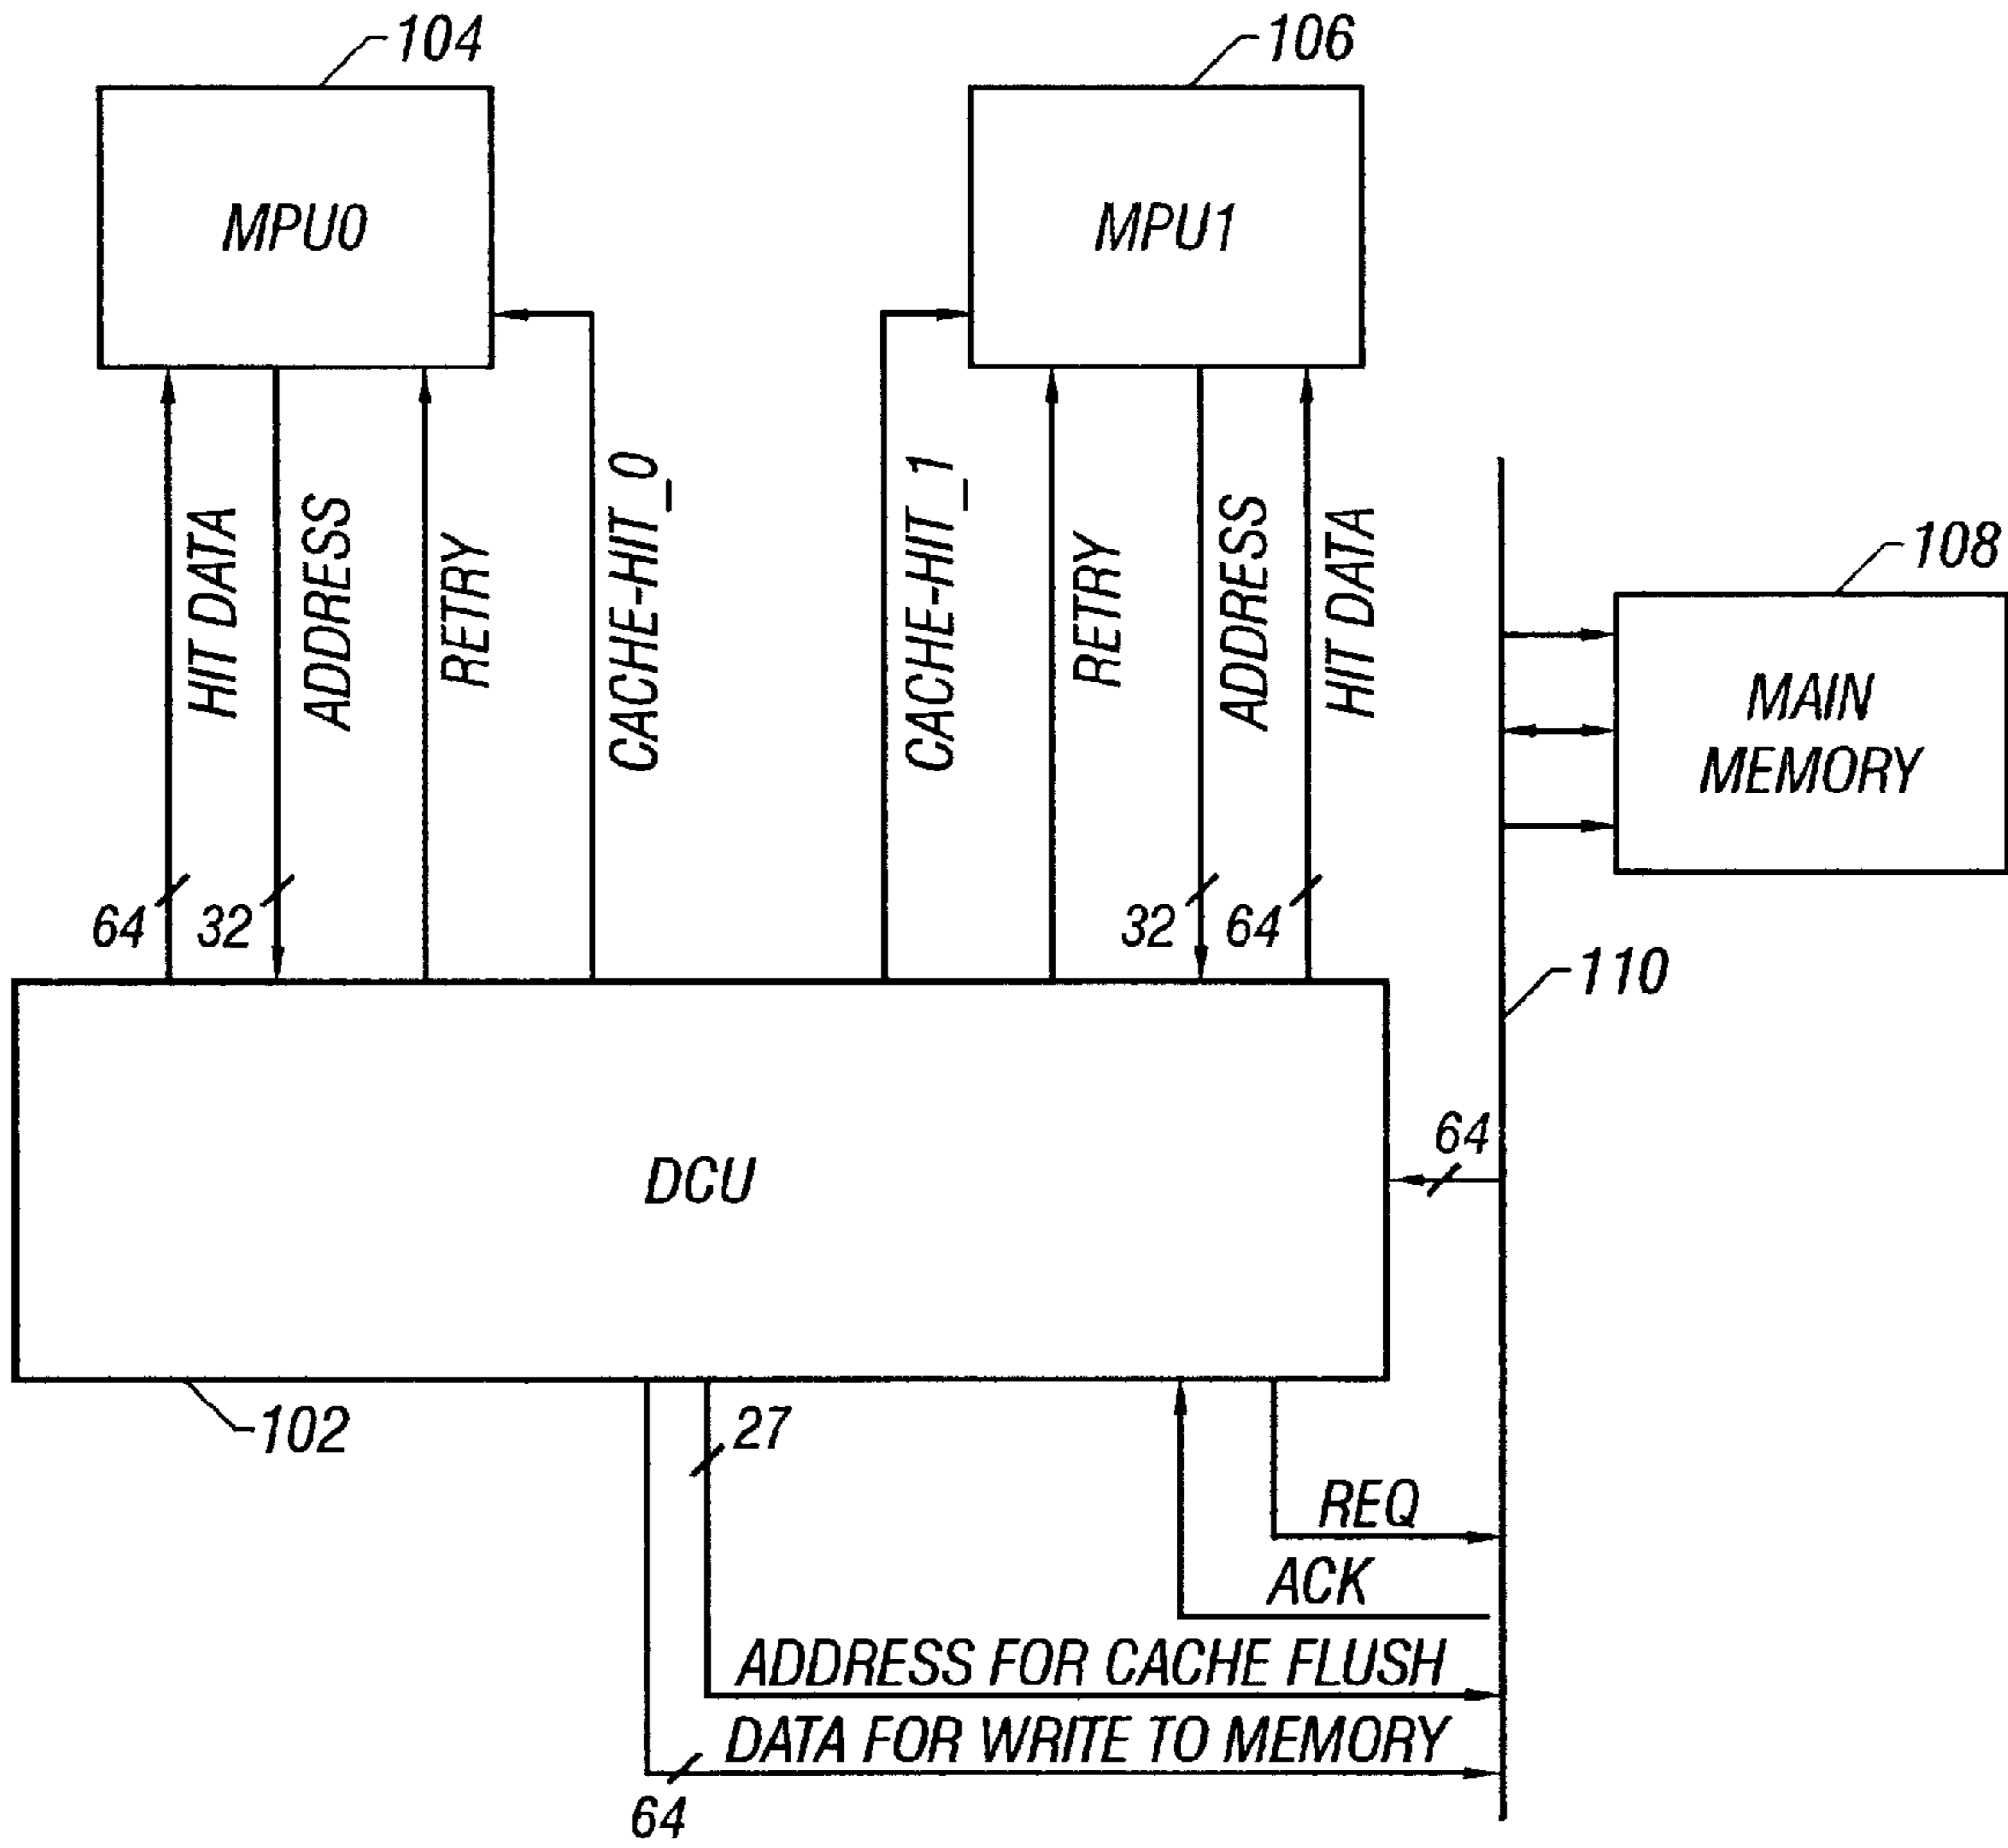 104
106
MPU0
MPU1
HIT DATA
ADDRESS
RETRY
CACHE-HIT_0
CACHE-HIT_1
RETRY
ADDRESS
HIT DATA
108
MAIN
MEMORY
64
32
32
64
110
DCU
64
102
27
REQ
ACK
ADDRESS FOR CACHE FLUSH
DATA FOR WRITE TO MEMORY
64